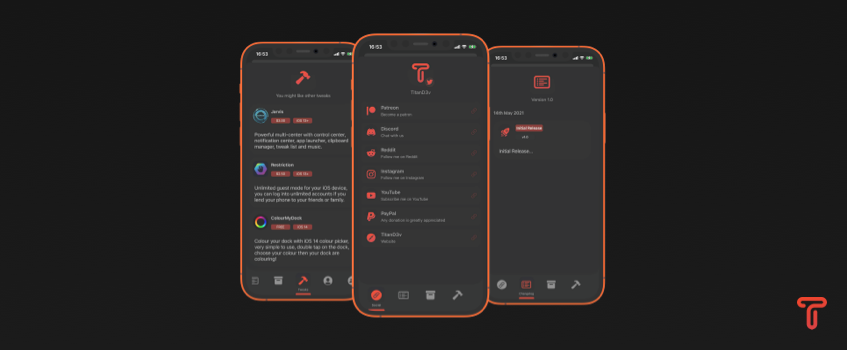 16:53
You might like other tweaks
Jarvis
Powerful multi-center with control center,
notification center, app launcher, clipboard
manager, tweak list and music.
Restriction
Unlimited guest mode for your iOS device,
you can log into unlimited accounts if you
lend your phone to your friends or family.
ColourMyDock
FREE iOS 14
Colour your dock with iOS 14 colour picker,
very simple to use, double tap on the dock,
choose your colour then your dock are
colouring!
16:53
TitanD3v
Patreon
Become a patron
Discord
Chat with us
Reddit
Follow me on Reddit
Instagram
Follow me on Instagram
YouTube
Subscribe me on YouTube
PayPal
Any donation is greatly appreciated
TitanD3v
Website
Social
16:53
Version 1.0
14th May 2021
Initial Release
Initial Release...
Changelog